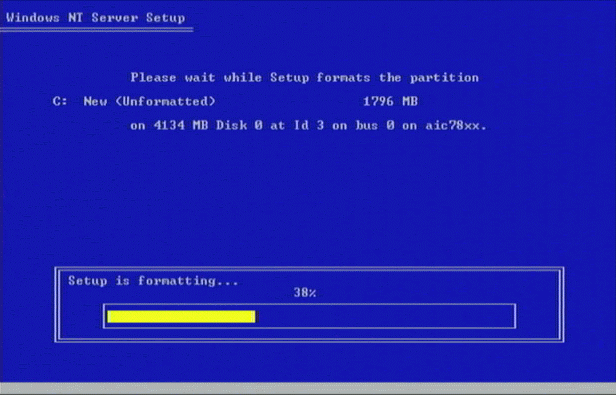 Windows NT Server Setup
Please wait while Setup formats the partition
C: New (Unformatted) 1796 MB
on 4134 MB Disk 0 at Id 3 on bus 0 on aic78xx.
Setup is formatting...
38%